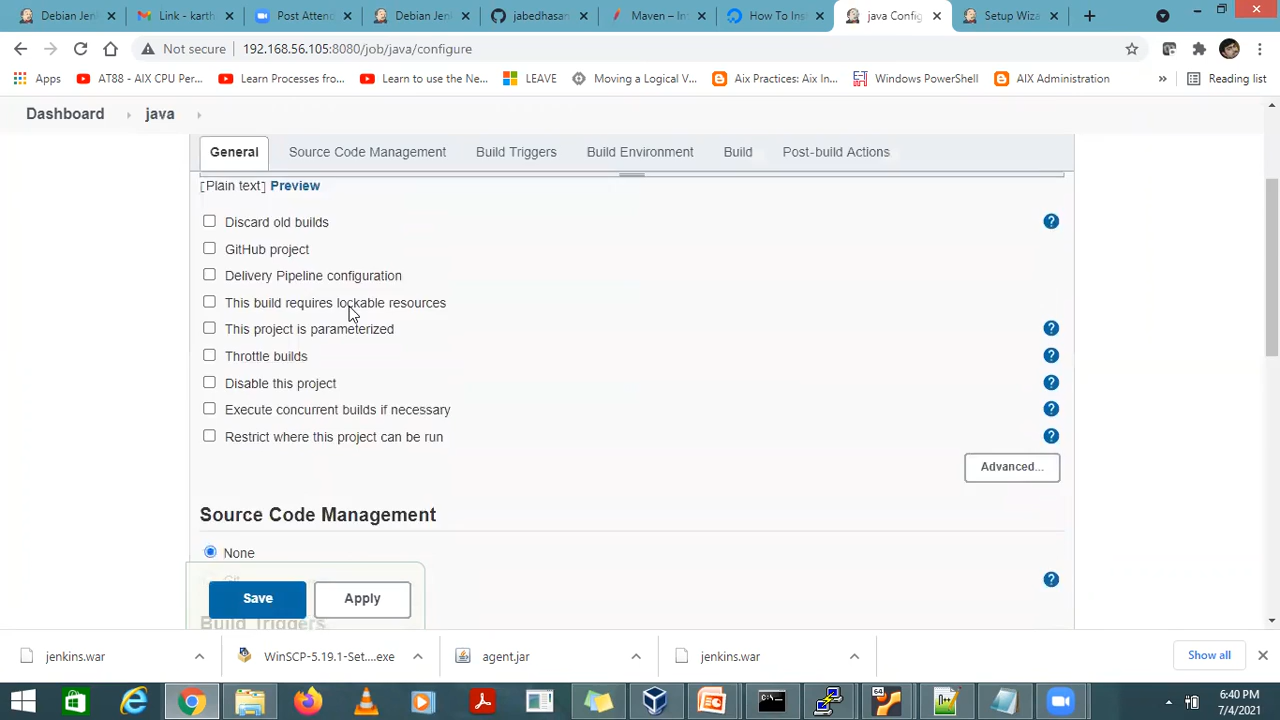 Debian Jenl
Link - karth
Post Attend
Debian Jenk
jabedhasan
Maven – In
How To Ins
java Config
Setup Wiza
Not secure 192.168.56.105:8080/job/java/configure
Apps
AT88 - AIX CPU Per...
Learn Processes fro...
Learn to use the Ne...
LEAVE
Moving a Logical V...
Aix Practices: Aix In...
Windows PowerShell
AIX Administration
»
Reading list
Dashboard
java
General
Source Code Management
Build Triggers
Build Environment
Build
Post-build Actions
[Plain text] Preview
Discard old builds
GitHub project
Delivery Pipeline configuration
This build requires lockable resources
This project is parameterized
Throttle builds
Disable this project
Execute concurrent builds if necessary
Restrict where this project can be run
Advanced...
Source Code Management
None
Git
Save
Apply
Build Triggers
jenkins.war
WinSCP-5.19.1-Set....exe
agent.jar
jenkins.war
Show all
6:40 PM
7/4/2021